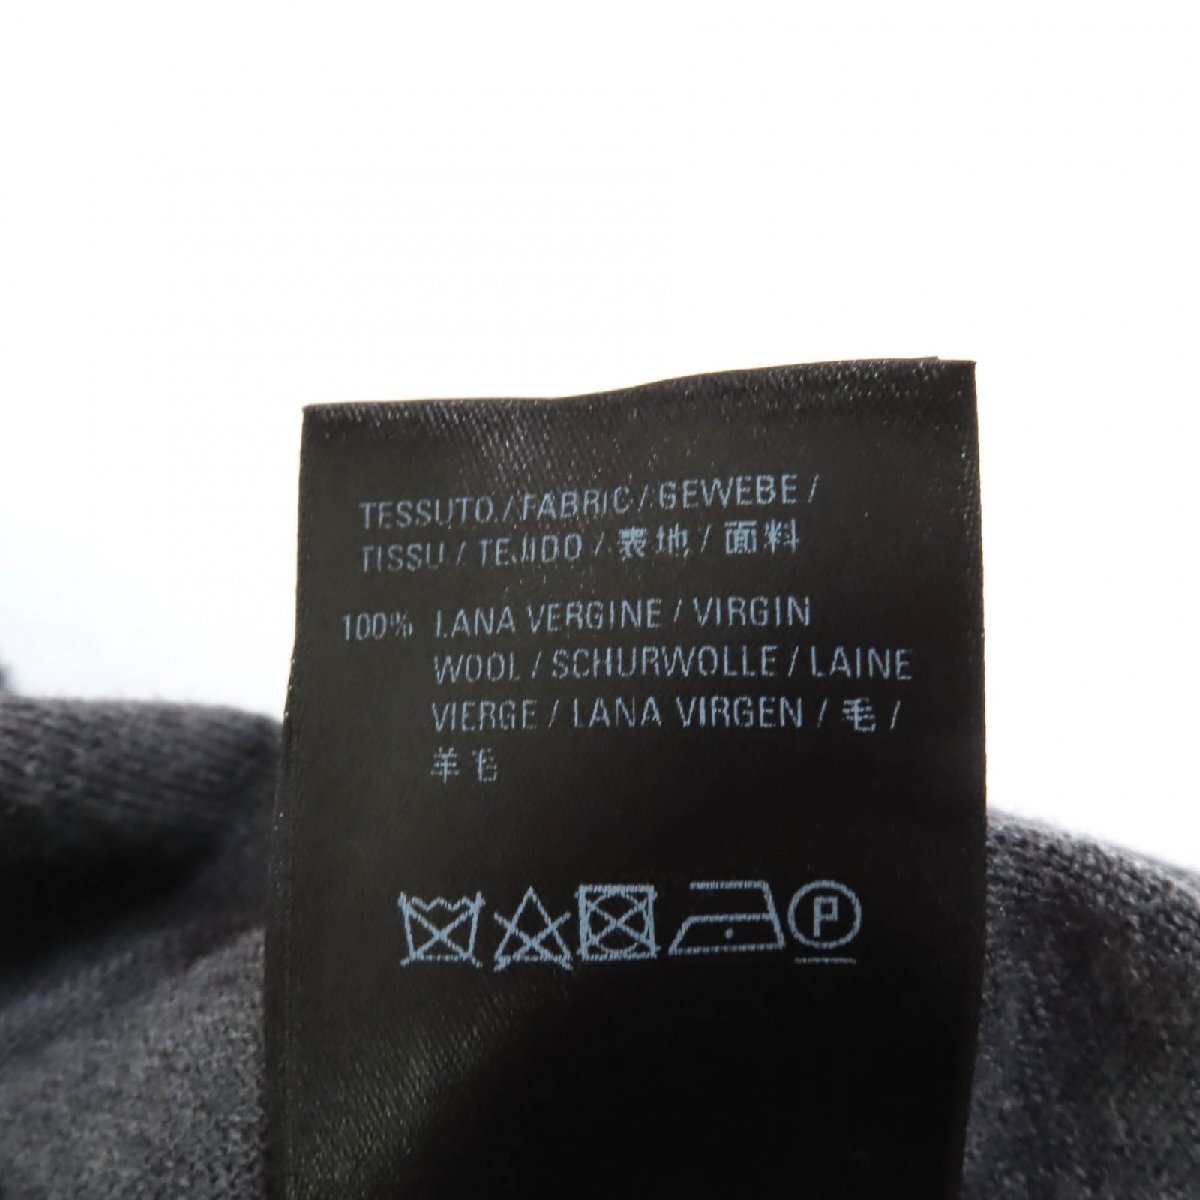 TESSUTO / FABRIC / GEWEBE /
TISSU / TEJIDO / 表地 / 面料
100% LANA VERGINE / VIRGIN
WOOL / SCHURWOLLE / LAINE
VIERGE / LANA VIRGEN / 毛 /
羊毛
P